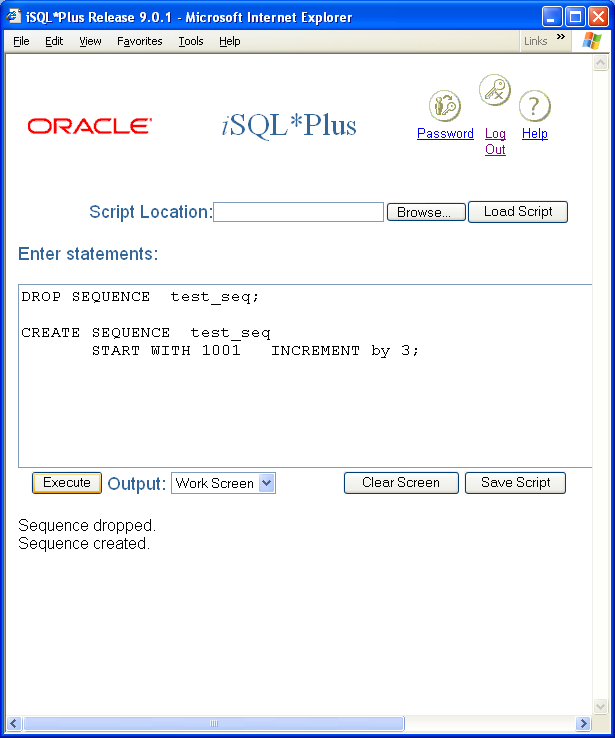 iSQL*Plus Release 9.0.1 - Microsoft Internet Explorer
File Edit View Favorites Tools Help Links »
ORACLE®
iSQL*Plus
Password
Log
Out
Help
Script Location: Browse... Load Script
Enter statements:
DROP SEQUENCE  test_seq;
CREATE SEQUENCE  test_seq
       START WITH 1001   INCREMENT by 3;
Execute Output: Work Screen Clear Screen Save Script
Sequence dropped.
Sequence created.